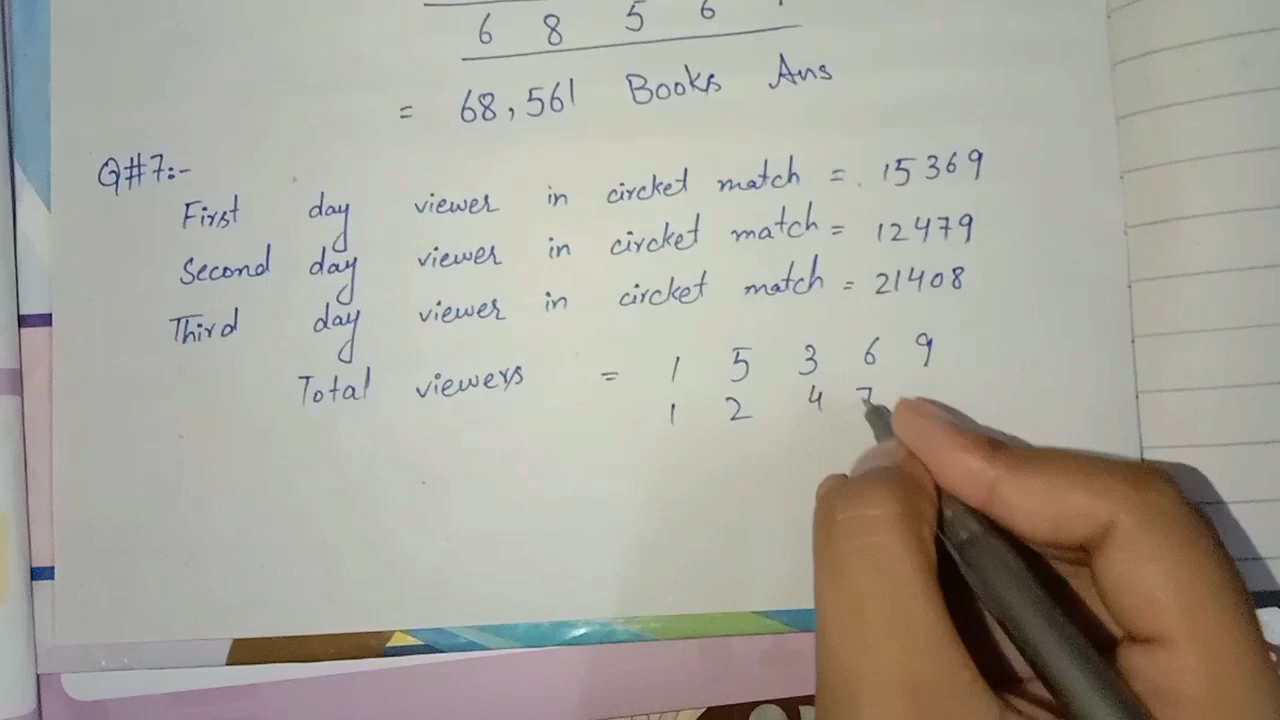 6 8 5 6
= 68,561 Books Ans
Q#7:-
First day viewer in circket match = 15369
Second day viewer in circket match = 12479
Third day viewer in circket match = 21408
Total viewers = 1 5 3 6 9
1 2 4 7